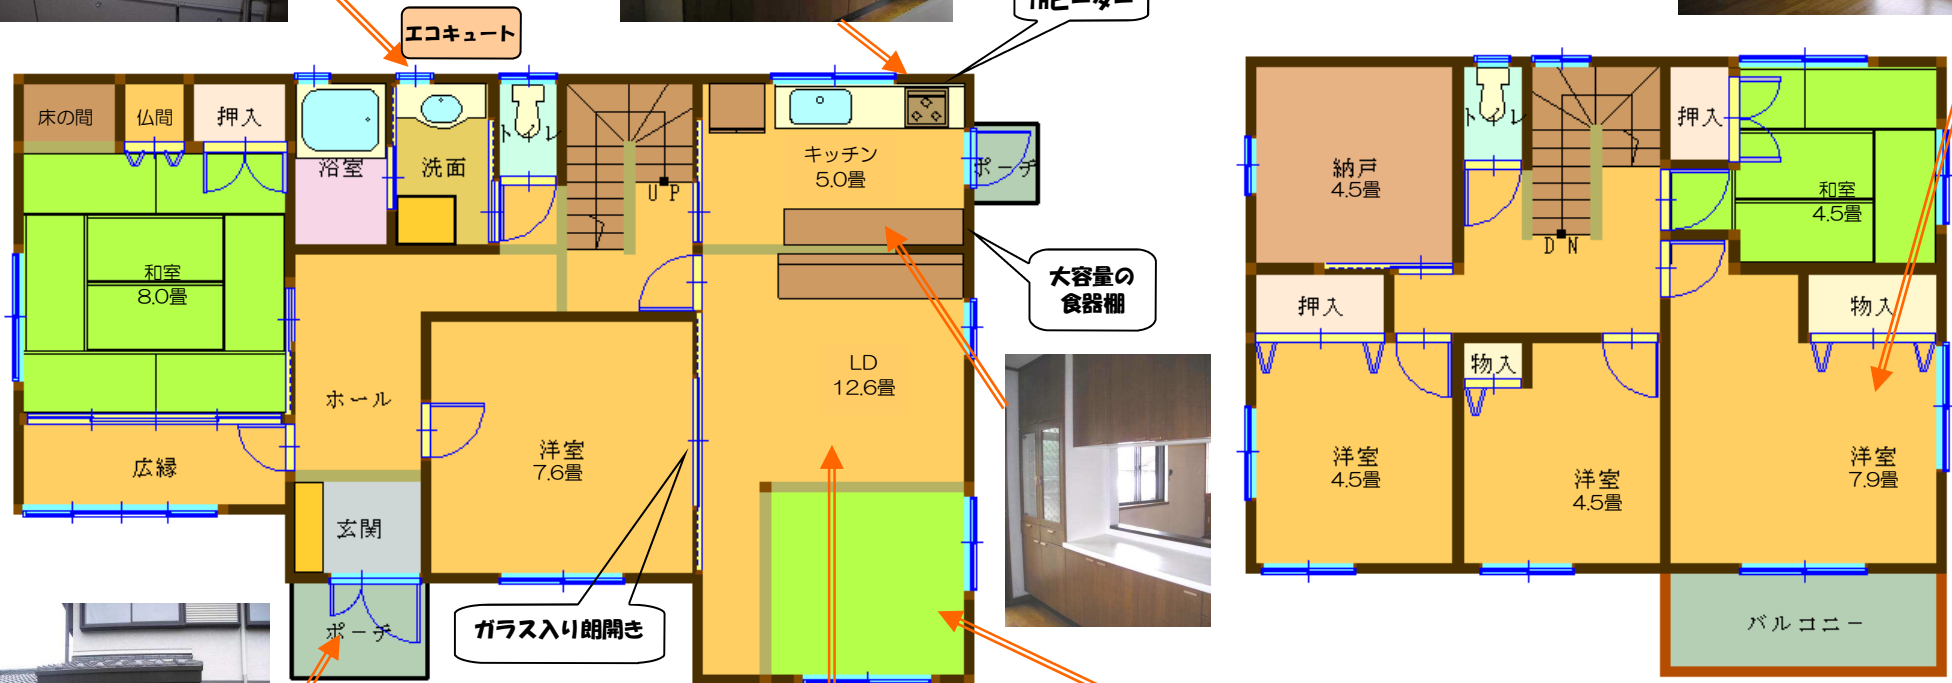 エコキュート
IHヒーター
床の間
仏間
押入
浴室
洗面
トイレ
UP
キッチン
5.0畳
ポーチ
和室
8.0畳
大容量の
食器棚
LD
12.6畳
ホール
広縁
洋室
7.6畳
玄関
ポーチ
ガラス入り朗開き
納戸
4.5畳
トイレ
DN
押入
和室
4.5畳
押入
物入
物入
洋室
4.5畳
洋室
4.5畳
洋室
7.9畳
バルコニー